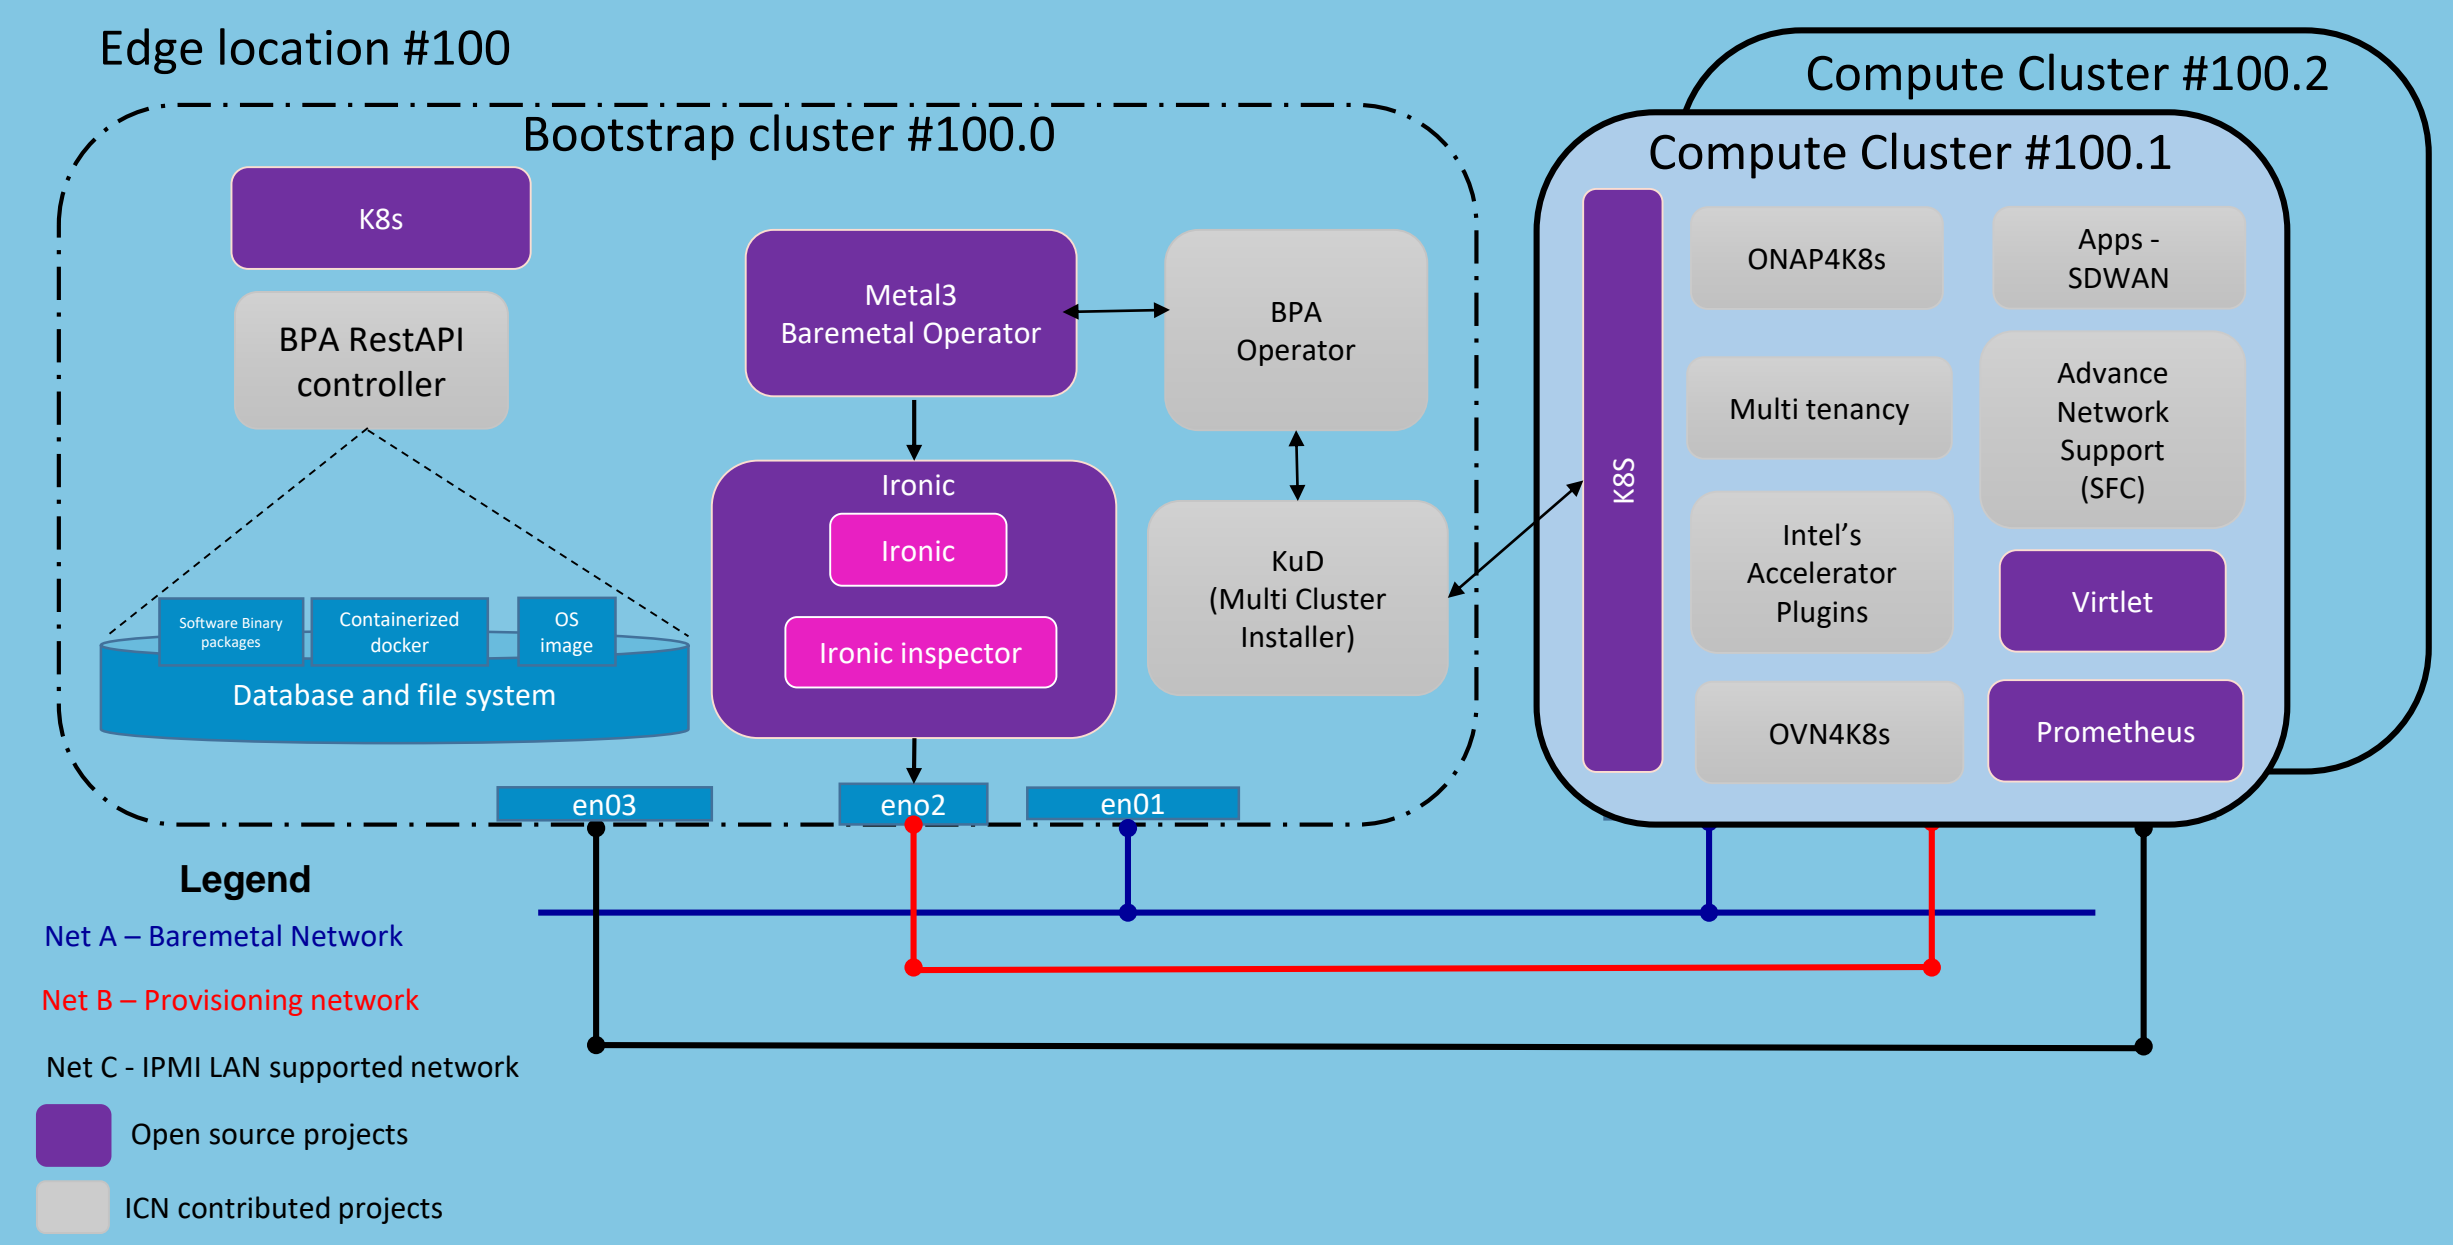 Edge location #100
Bootstrap cluster #100.0
K8s
BPA RestAPI
controller
Software Binary
packages
Containerized
docker
OS
image
Database and file system
Metal3
Baremetal Operator
Ironic
Ironic
Ironic inspector
BPA
Operator
KuD
(Multi Cluster
Installer)
en03
eno2
en01
Compute Cluster #100.2
Compute Cluster #100.1
K8S
ONAP4K8s
Apps -
SDWAN
Multi tenancy
Advance
Network
Support
(SFC)
Intel’s
Accelerator
Plugins
Virtlet
OVN4K8s
Prometheus
Legend
Net A – Baremetal Network
Net B – Provisioning network
Net C - IPMI LAN supported network
Open source projects
ICN contributed projects